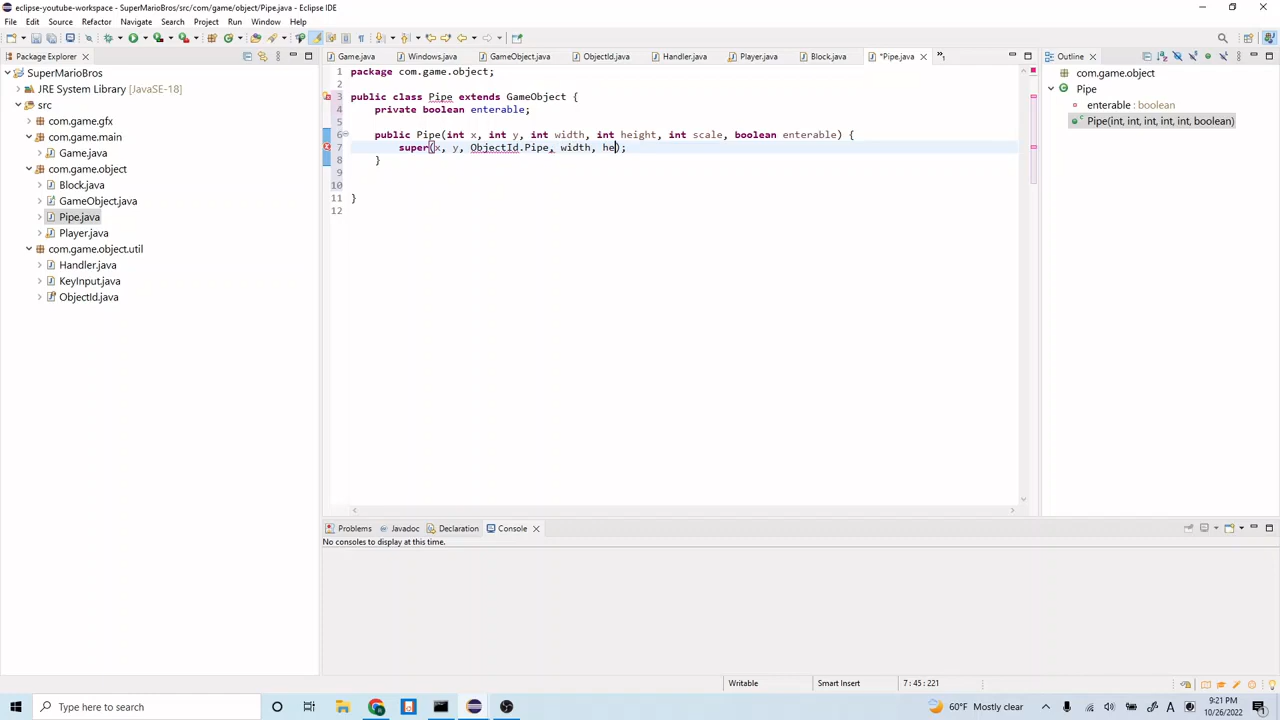 eclipse-youtube-workspace - SuperMarioBros/src/com/game/object/Pipe.java - Eclipse IDE
File Edit Source Refactor Navigate Search Project Run Window Help
Package Explorer
Game.java Windows.java GameObject.java ObjectId.java Handler.java Player.java Block.java *Pipe.java
Outline
SuperMarioBros
JRE System Library [JavaSE-18]
src
com.game.gfx
com.game.main
Game.java
com.game.object
Block.java
GameObject.java
Pipe.java
Player.java
com.game.object.util
Handler.java
KeyInput.java
ObjectId.java
1 package com.game.object;
2
3 public class Pipe extends GameObject {
4 private boolean enterable;
5
6 public Pipe(int x, int y, int width, int height, int scale, boolean enterable) {
7 super(x, y, ObjectId.Pipe, width, he);
8 }
9
10
11 }
12
com.game.object
Pipe
enterable : boolean
Pipe(int, int, int, int, int, boolean)
Problems Javadoc Declaration Console
No consoles to display at this time.
Writable Smart Insert 7 : 45 : 221
Type here to search
60°F Mostly clear
9:21 PM
10/26/2022